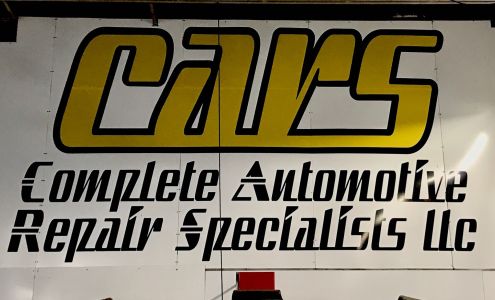 cars
Complete Automotive
Repair Specialists llc